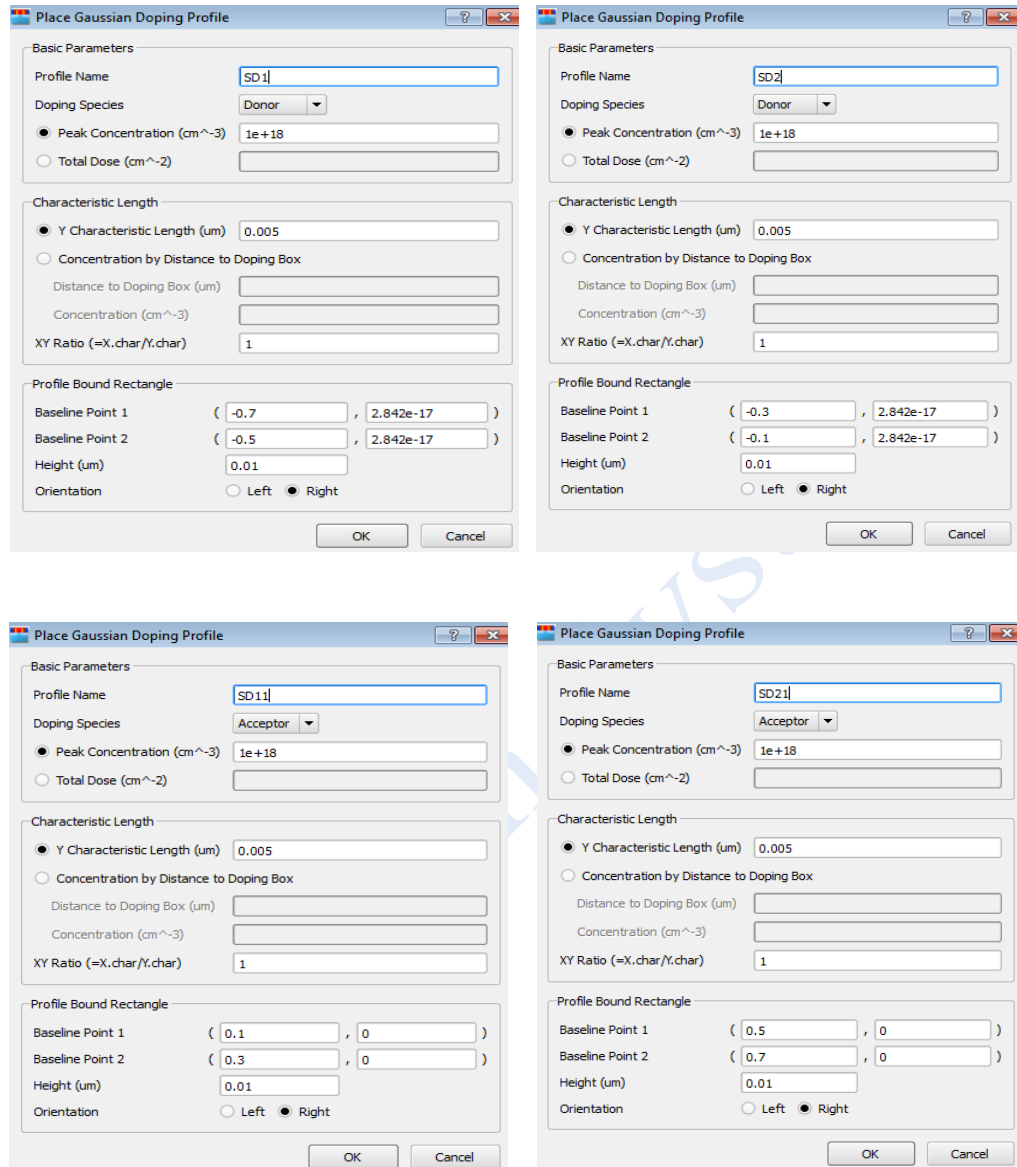 Place Gaussian Doping Profile
Basic Parameters
Profile Name SD1
Doping Species Donor
Peak Concentration (cm^-3) 1e+18
Total Dose (cm^-2)
Characteristic Length
Y Characteristic Length (um) 0.005
Concentration by Distance to Doping Box
Distance to Doping Box (um)
Concentration (cm^-3)
XY Ratio (=X.char/Y.char) 1
Profile Bound Rectangle
Baseline Point 1 ( -0.7 , 2.842e-17 )
Baseline Point 2 ( -0.5 , 2.842e-17 )
Height (um) 0.01
Orientation Left Right
OK Cancel
Place Gaussian Doping Profile
Basic Parameters
Profile Name SD2
Doping Species Donor
Peak Concentration (cm^-3) 1e+18
Total Dose (cm^-2)
Characteristic Length
Y Characteristic Length (um) 0.005
Concentration by Distance to Doping Box
Distance to Doping Box (um)
Concentration (cm^-3)
XY Ratio (=X.char/Y.char) 1
Profile Bound Rectangle
Baseline Point 1 ( -0.3 , 2.842e-17 )
Baseline Point 2 ( -0.1 , 2.842e-17 )
Height (um) 0.01
Orientation Left Right
OK Cancel
Place Gaussian Doping Profile
Basic Parameters
Profile Name SD11
Doping Species Acceptor
Peak Concentration (cm^-3) 1e+18
Total Dose (cm^-2)
Characteristic Length
Y Characteristic Length (um) 0.005
Concentration by Distance to Doping Box
Distance to Doping Box (um)
Concentration (cm^-3)
XY Ratio (=X.char/Y.char) 1
Profile Bound Rectangle
Baseline Point 1 ( 0.1 , 0 )
Baseline Point 2 ( 0.3 , 0 )
Height (um) 0.01
Orientation Left Right
OK Cancel
Place Gaussian Doping Profile
Basic Parameters
Profile Name SD21
Doping Species Acceptor
Peak Concentration (cm^-3) 1e+18
Total Dose (cm^-2)
Characteristic Length
Y Characteristic Length (um) 0.005
Concentration by Distance to Doping Box
Distance to Doping Box (um)
Concentration (cm^-3)
XY Ratio (=X.char/Y.char) 1
Profile Bound Rectangle
Baseline Point 1 ( 0.5 , 0 )
Baseline Point 2 ( 0.7 , 0 )
Height (um) 0.01
Orientation Left Right
OK Cancel